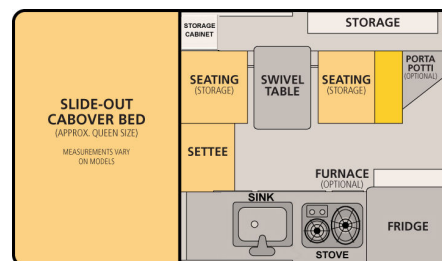 STORAGE
CABINET
STORAGE
SEATING
(STORAGE)
SWIVEL
TABLE
SEATING
(STORAGE)
PORTA
POTTI
(OPTIONAL)
SLIDE-OUT
CABOVER BED
(APPROX. QUEEN SIZE)
MEASUREMENTS VARY
ON MODELS
SETTEE
FURNACE
(OPTIONAL)
SINK
STOVE
FRIDGE